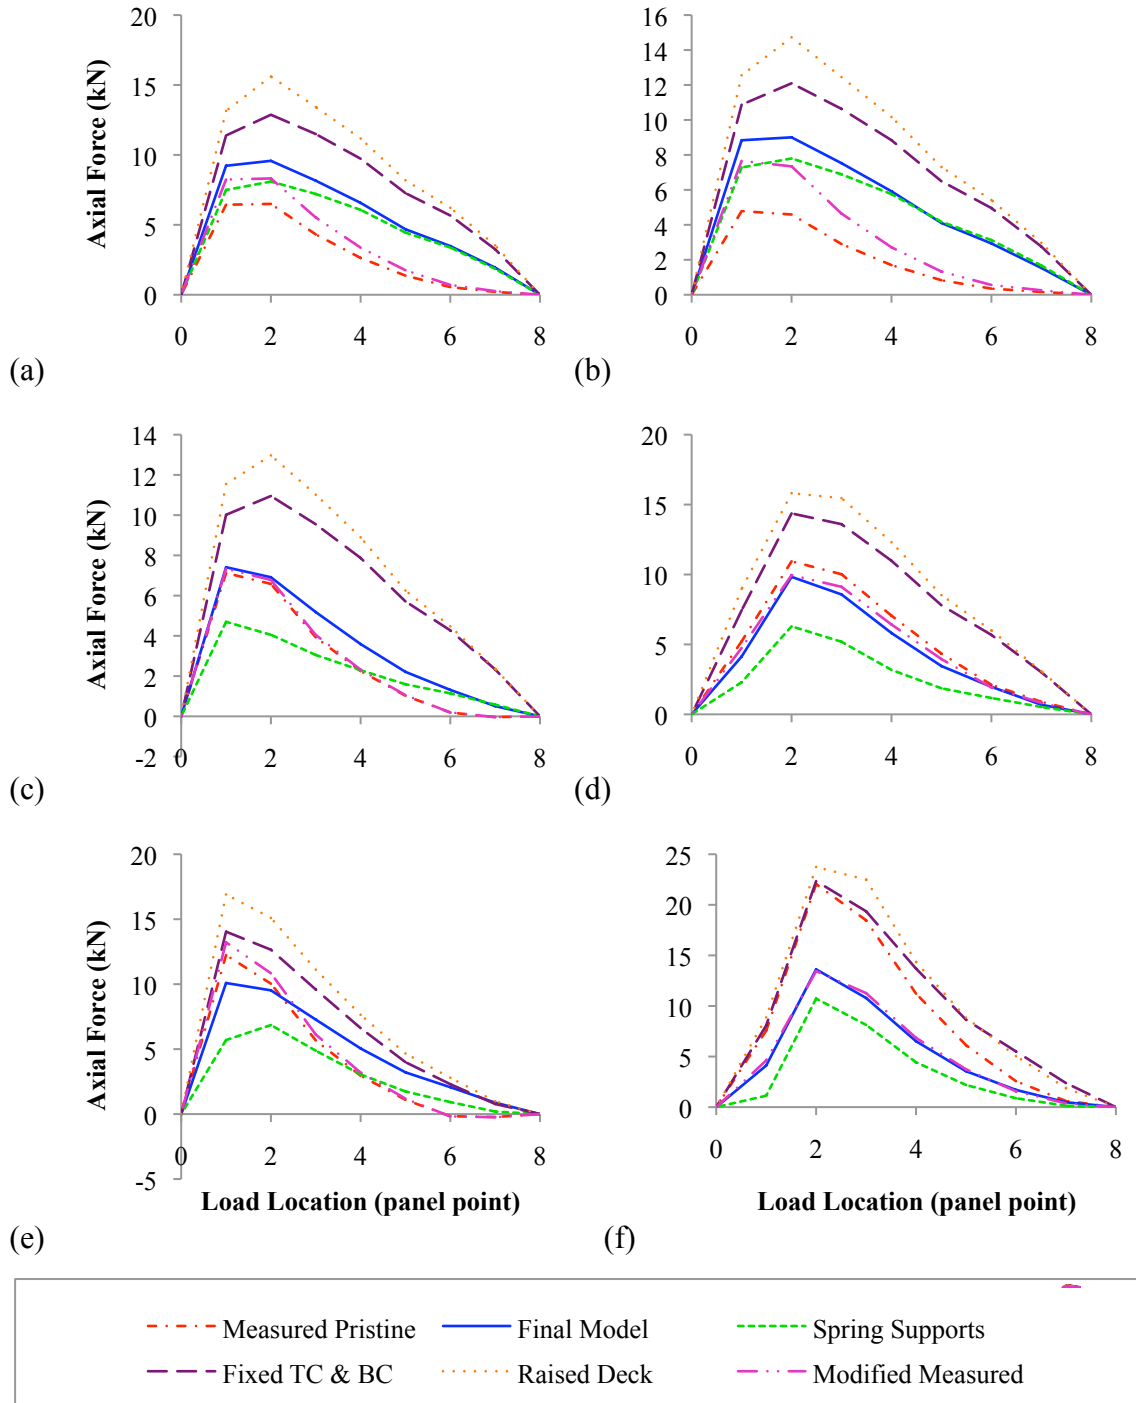 20
15
10
5
0
Axial Force (kN)
0 2 4 6 8
(a)
16
14
12
10
8
6
4
2
0
0 2 4 6 8
(b)
14
12
10
8
6
4
2
0
-2
Axial Force (kN)
0 2 4 6 8
(c)
20
15
10
5
0
0 2 4 6 8
(d)
20
15
10
5
0
-5
Axial Force (kN)
0 2 4 6 8
Load Location (panel point)
(e)
25
20
15
10
5
0
0 2 4 6 8
Load Location (panel point)
(f)
Measured Pristine Final Model Spring Supports
Fixed TC & BC Raised Deck Modified Measured